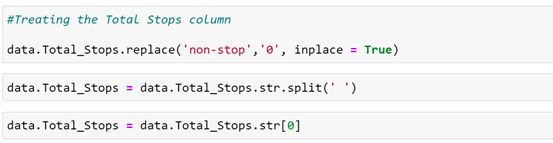 #Treating the Total Stops column
data.Total_Stops.replace('non-stop','0', inplace = True)
data.Total_Stops = data.Total_Stops.str.split(' ')
data.Total_Stops = data.Total_Stops.str[0]